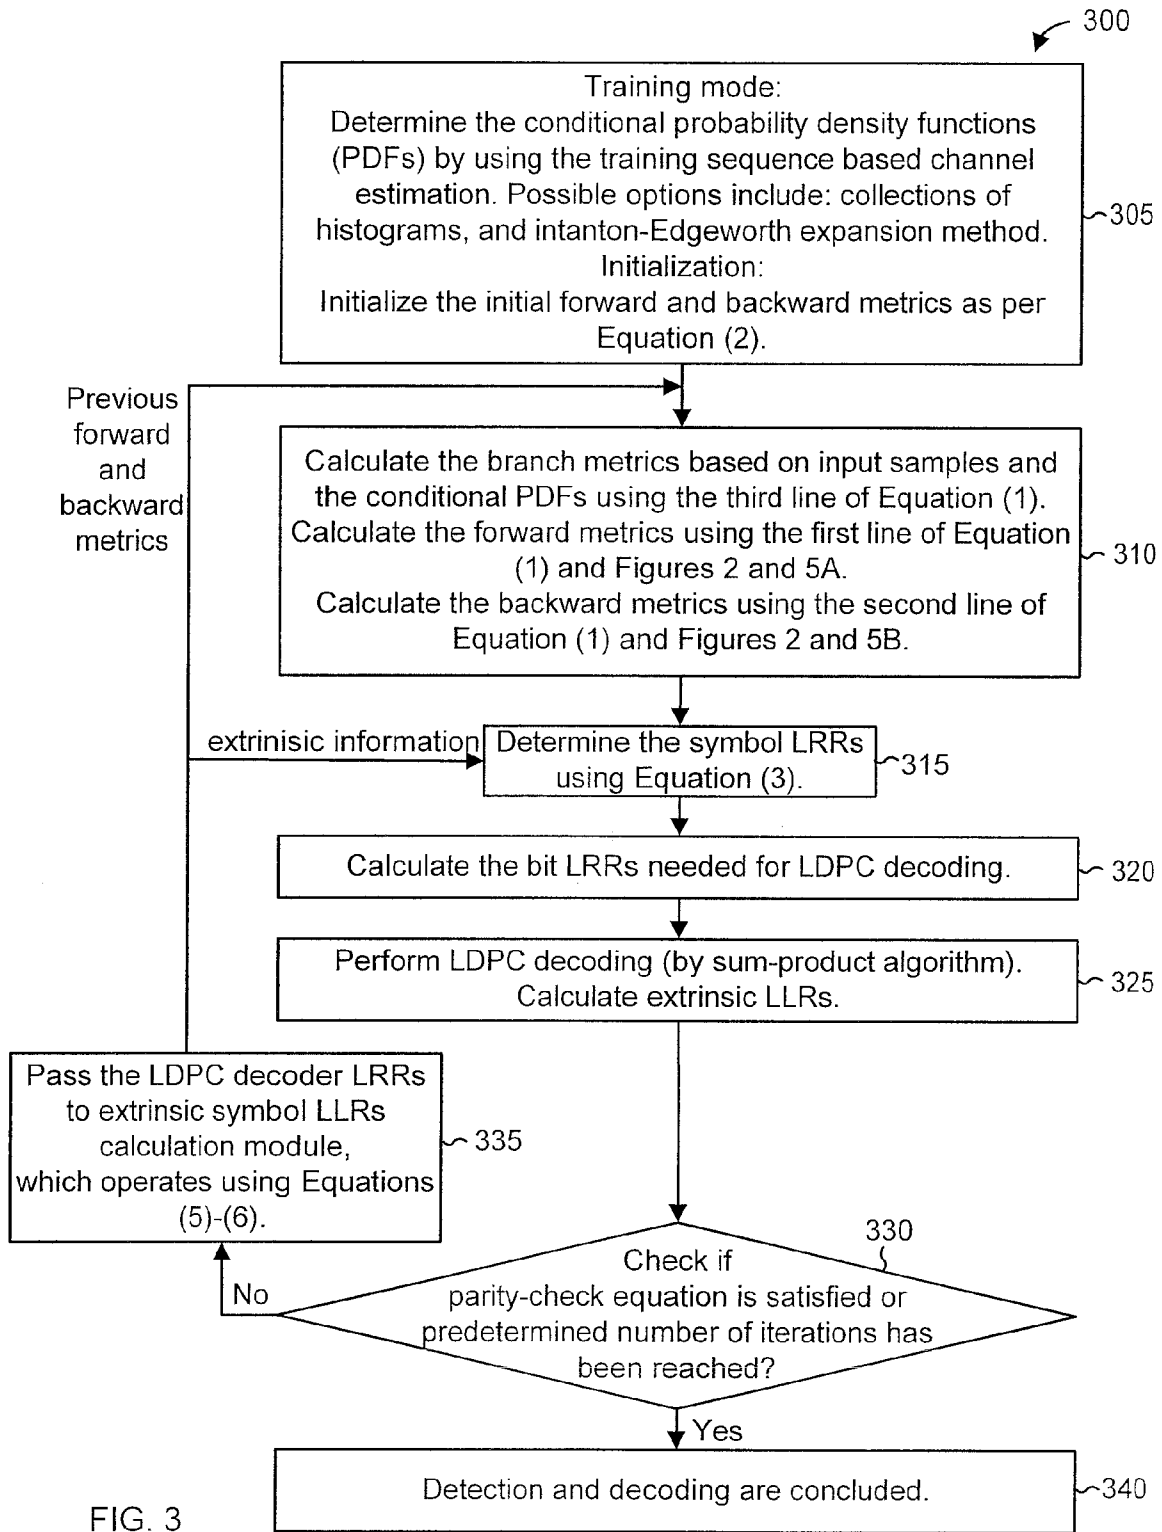 300
Training mode:
Determine the conditional probability density functions
(PDFs) by using the training sequence based channel
estimation. Possible options include: collections of
histograms, and intanton-Edgeworth expansion method.
Initialization:
Initialize the initial forward and backward metrics as per
Equation (2).
305
Previous
forward
and
backward
metrics
Calculate the branch metrics based on input samples and
the conditional PDFs using the third line of Equation (1).
Calculate the forward metrics using the first line of Equation
(1) and Figures 2 and 5A.
Calculate the backward metrics using the second line of
Equation (1) and Figures 2 and 5B.
310
extrinisic information
Determine the symbol LRRs
using Equation (3).
315
Calculate the bit LRRs needed for LDPC decoding.
320
Perform LDPC decoding (by sum-product algorithm).
Calculate extrinsic LLRs.
325
Pass the LDPC decoder LRRs
to extrinsic symbol LLRs
calculation module,
which operates using Equations
(5)-(6).
335
330
Check if
parity-check equation is satisfied or
predetermined number of iterations has
been reached?
No
Yes
Detection and decoding are concluded.
340
FIG. 3